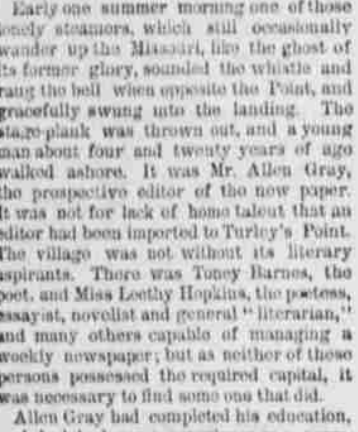 Early one summer morning one of those
lonely steamers, which still occasionally
wander up the Missouri, like the ghost of
its former glory, sounded the whistle and
rang the bell when opposite the Point, and
gracefully swung into the landing. The
stage-plank was thrown out, and a young
man about four and twenty years of age
walked ashore. It was Mr. Allen Gray,
the prospective editor of the new paper.
It was not for lack of home talent that an
editor had been imported to Turley's Point.
The village was not without its literary
aspirants. There was Toney Barnes, the
poet, and Miss Leethy Hopkins, the poetess,
essayist, novelist and general "literarian,"
and many others capable of managing a
weekly newspaper; but as neither of these
persons possessed the required capital, it
was necessary to find some one that did.
Allen Gray had completed his education,